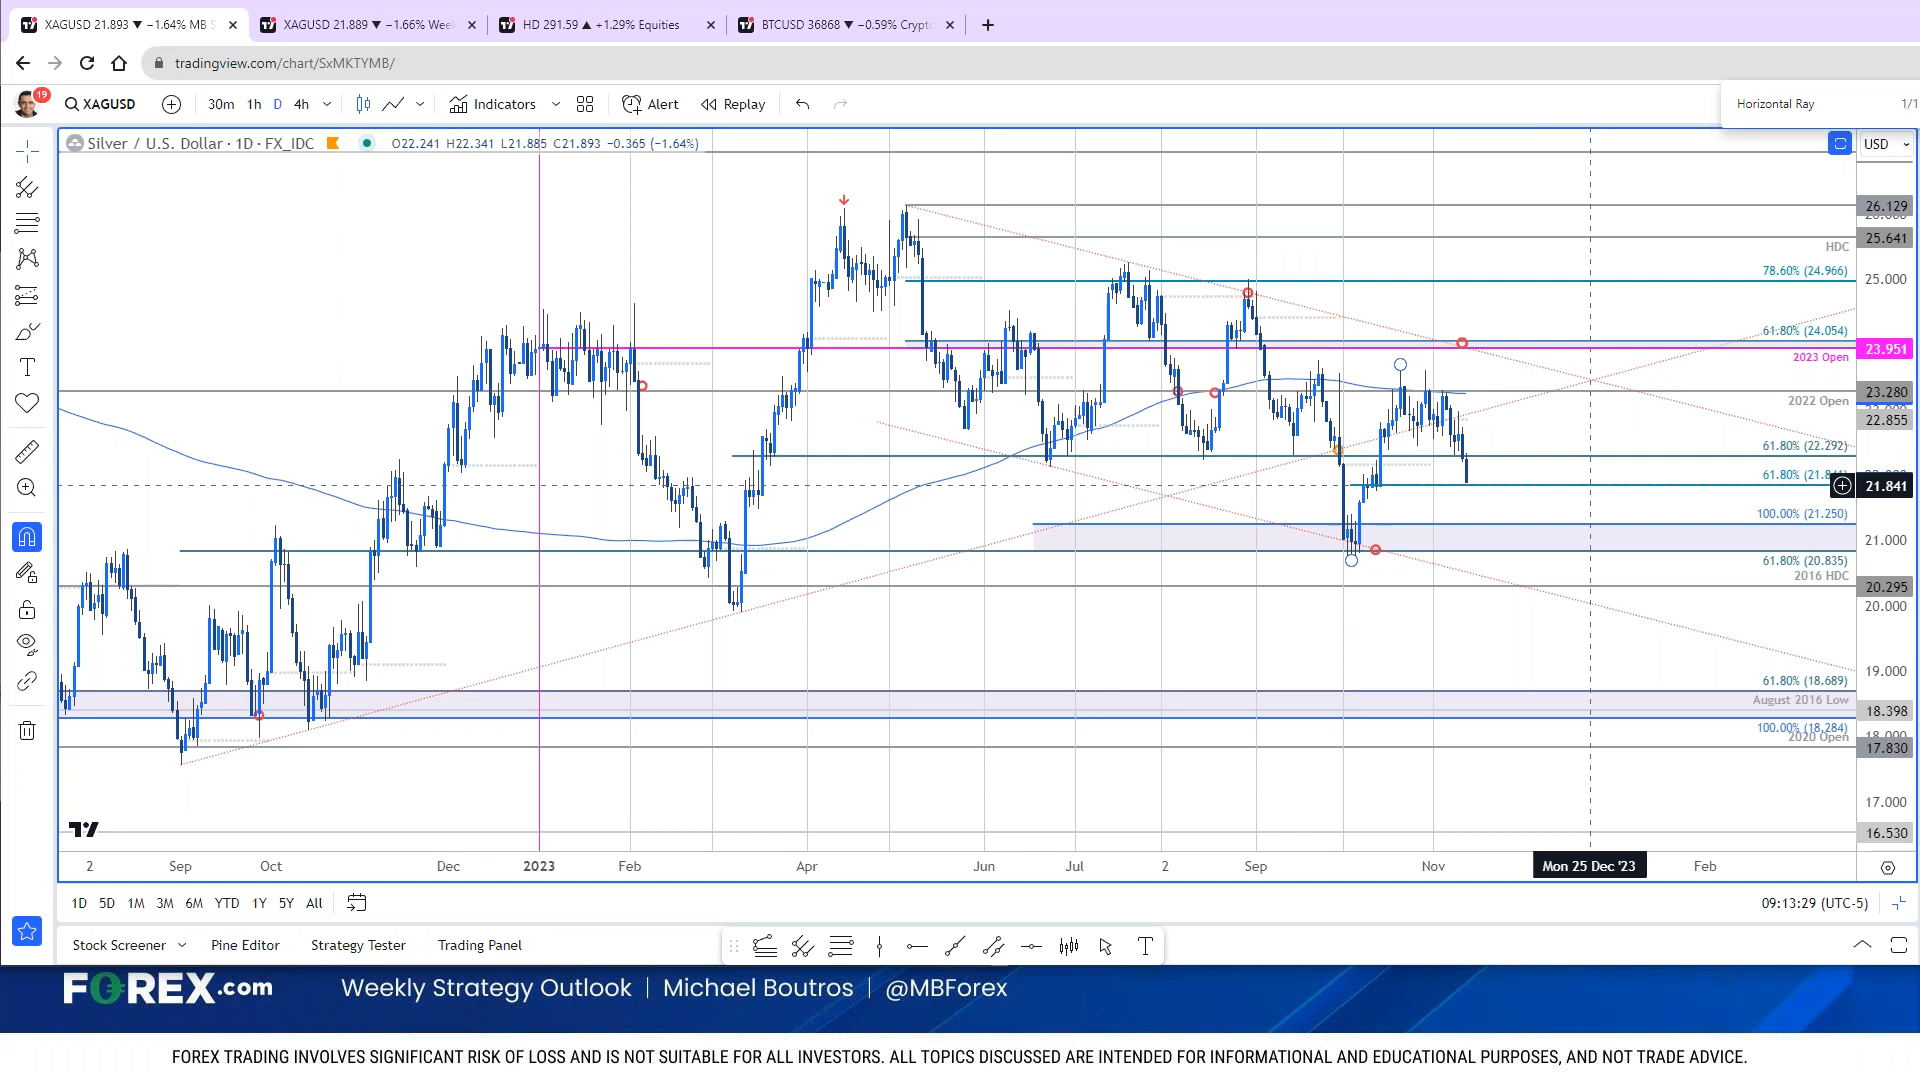 XAGUSD 21.893 ▼ −1.64% MB S
XAGUSD 21.889 ▼ −1.66% Wee
HD 291.59 ▲ +1.29% Equities
BTCUSD 36868 ▼ −0.59% Crypt
tradingview.com/chart/SxMKTYMB/
19
XAGUSD
30m 1h D 4h
Indicators
Alert
Replay
Horizontal Ray 1/1
Silver / U.S. Dollar · 1D · FX_IDC
O22.241 H22.341 L21.885 C21.893 −0.365 (−1.64%)
USD
26.129
25.641
HDC
78.60% (24.966)
25.000
61.80% (24.054)
23.951
2023 Open
23.280
2022 Open
22.855
61.80% (22.292)
61.80% (21.8
21.841
100.00% (21.250)
21.000
61.80% (20.835)
2016 HDC
20.295
20.000
19.000
61.80% (18.689)
August 2016 Low
18.398
100.00% (18.284)
18.000
2020 Open
17.830
17.000
16.530
2 Sep Oct Dec 2023 Feb Apr Jun Jul 2 Sep Nov Mon 25 Dec '23 Feb
1D 5D 1M 3M 6M YTD 1Y 5Y All
09:13:29 (UTC-5)
Stock Screener Pine Editor Strategy Tester Trading Panel
FOREX.com
Weekly Strategy Outlook | Michael Boutros | @MBForex
FOREX TRADING INVOLVES SIGNIFICANT RISK OF LOSS AND IS NOT SUITABLE FOR ALL INVESTORS. ALL TOPICS DISCUSSED ARE INTENDED FOR INFORMATIONAL AND EDUCATIONAL PURPOSES, AND NOT TRADE ADVICE.